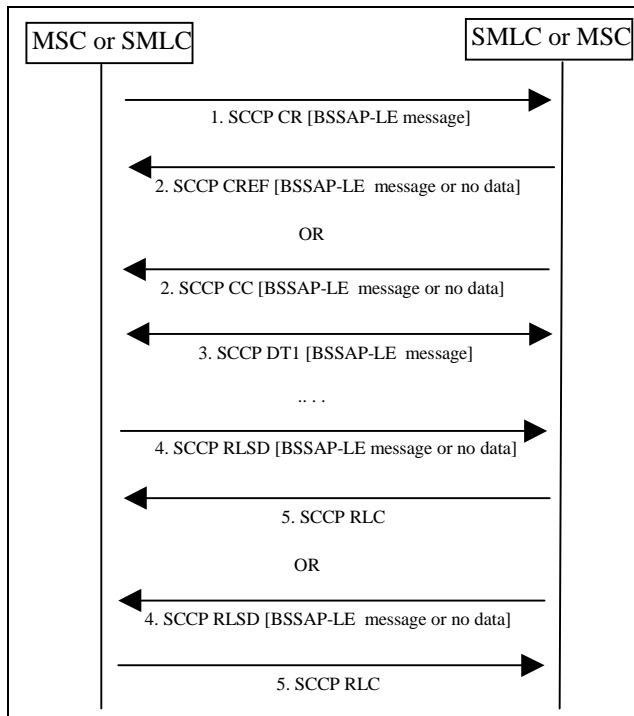 MSC or SMLC
SMLC or MSC
1. SCCP CR [BSSAP-LE message]
2. SCCP CREF [BSSAP-LE message or no data]
OR
2. SCCP CC [BSSAP-LE message or no data]
3. SCCP DT1 [BSSAP-LE message]
.. . .
4. SCCP RLSD [BSSAP-LE message or no data]
5. SCCP RLC
OR
4. SCCP RLSD [BSSAP-LE message or no data]
5. SCCP RLC